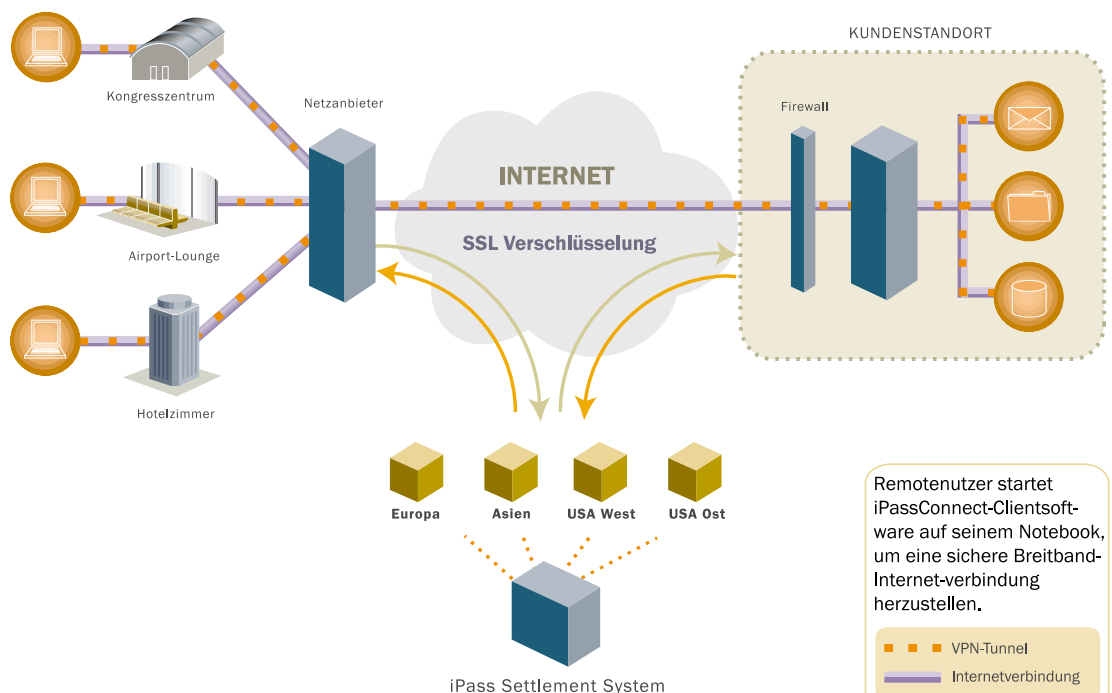 KUNDENSTANDORT
Kongresszentrum
Netzanbieter
Firewall
INTERNET
SSL Verschlüsselung
Airport-Lounge
Hotelzimmer
Europa
Asien
USA West
USA Ost
iPass Settlement System
Remotenutzer startet
iPassConnect-Clientsoft-
ware auf seinem Notebook,
um eine sichere Breitband-
Internet-verbindung
herzustellen.
VPN-Tunnel
Internetverbindung